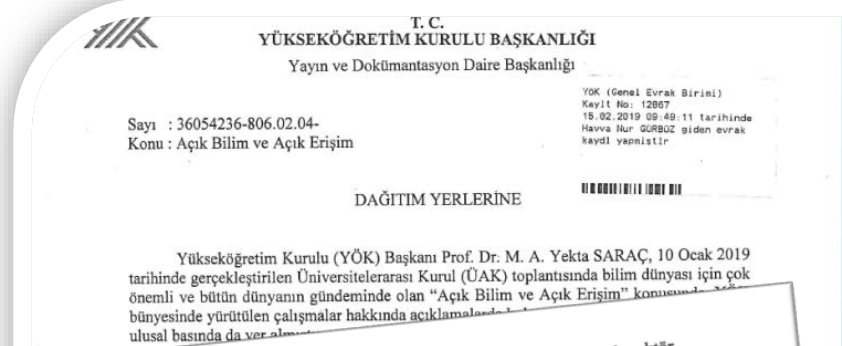 T. C.
YÜKSEKÖĞRETİM KURULU BAŞKANLIĞI
Yayın ve Dokümantasyon Daire Başkanlığı
YÖK (Genel Evrak Birimi)
Kayıt No: 12867
15.02.2019 09:49:11 tarihinde
Havva Nur GÜRBÜZ giden evrak
kaydı yapmıştır
Sayı : 36054236-806.02.04-
Konu : Açık Bilim ve Açık Erişim
DAĞITIM YERLERİNE
Yükseköğretim Kurulu (YÖK) Başkanı Prof. Dr. M. A. Yekta SARAÇ, 10 Ocak 2019
tarihinde gerçekleştirilen Üniversitelerarası Kurul (ÜAK) toplantısında bilim dünyası için çok
önemli ve bütün dünyanın gündeminde olan “Açık Bilim ve Açık Erişim” konusunda
bünyesinde yürütülen çalışmalar hakkında
ulusal basında da yer